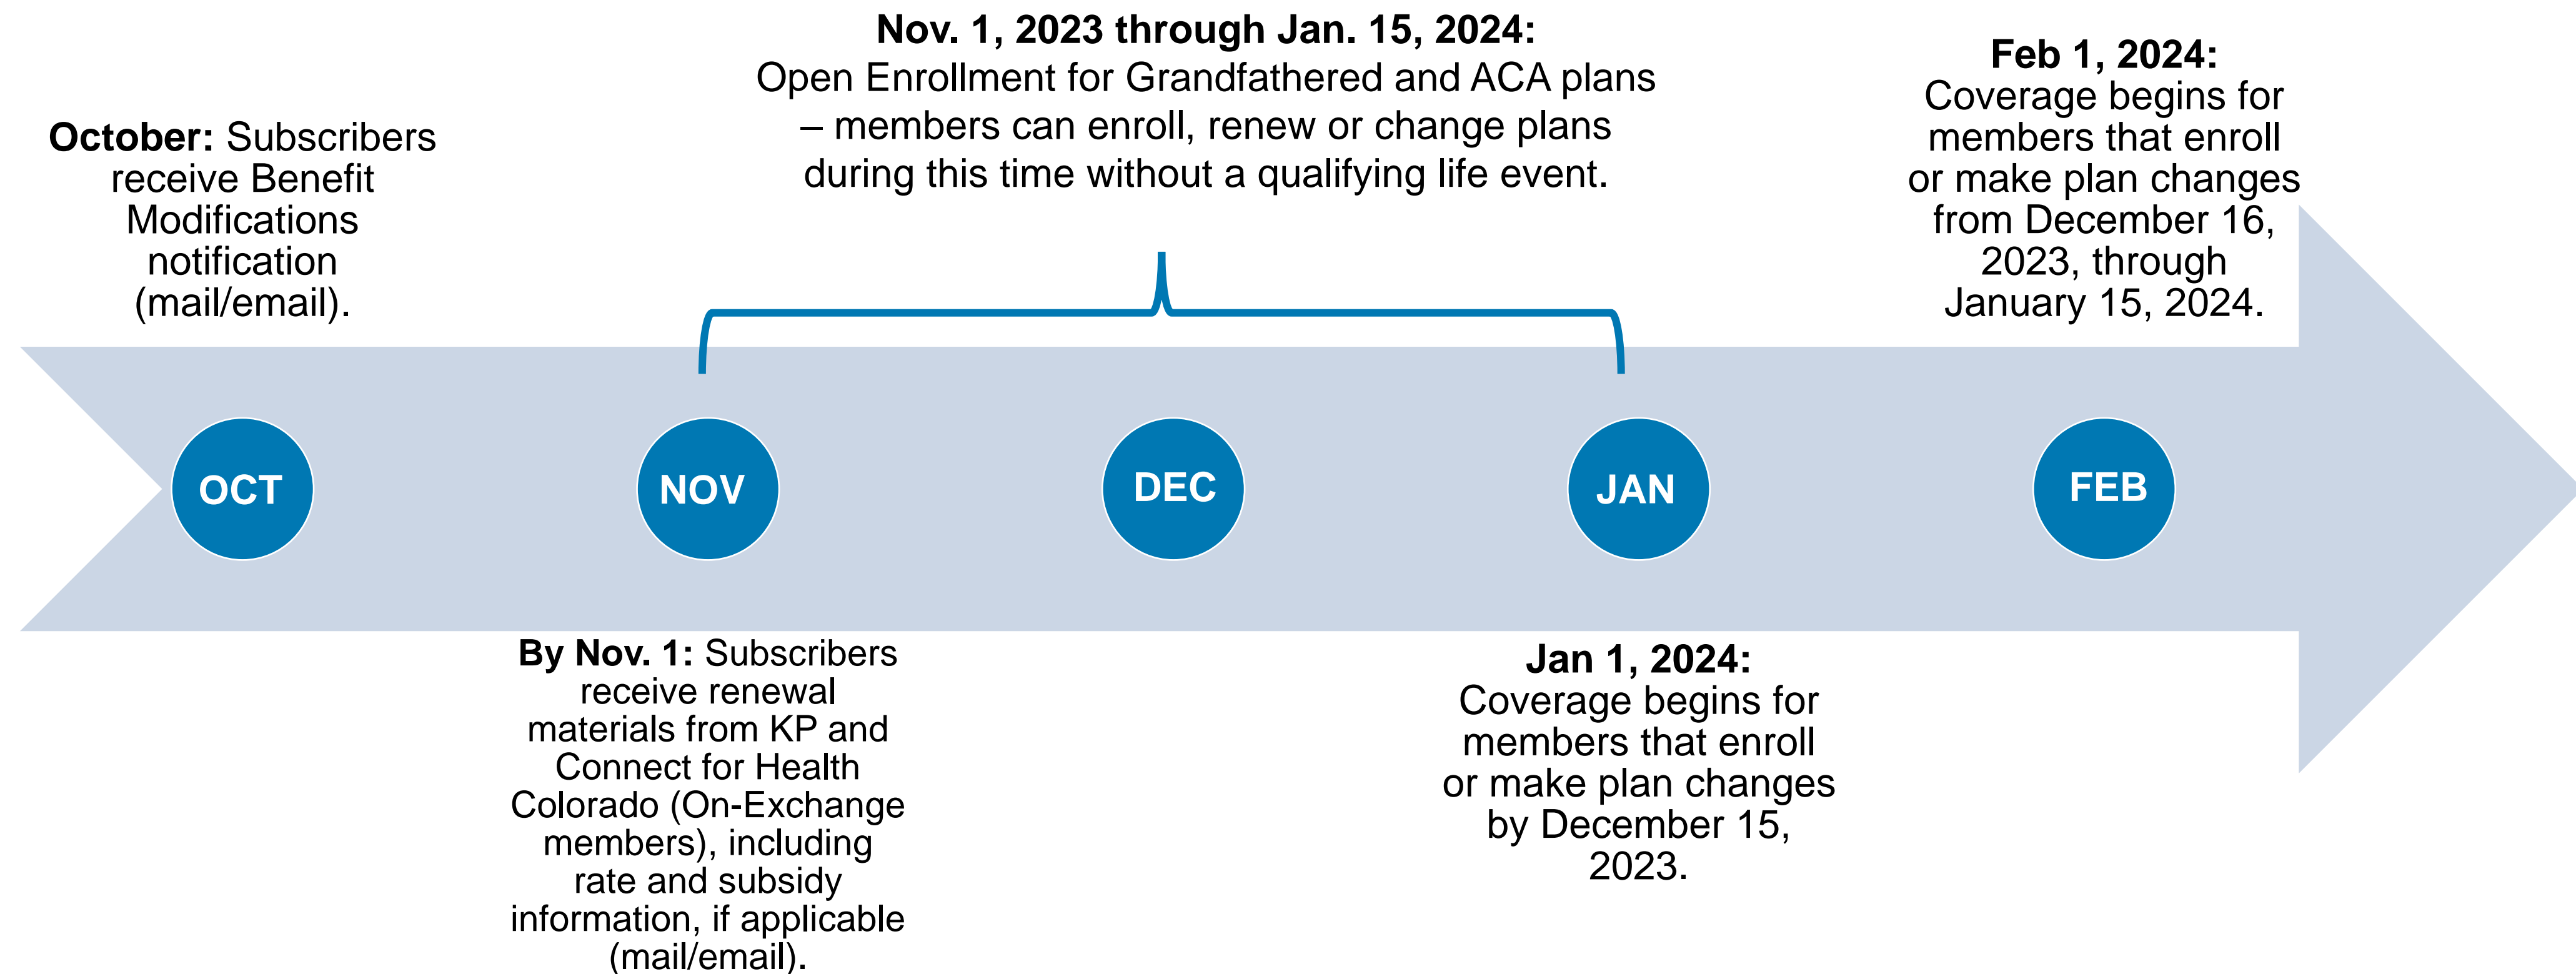 October: Subscribers
receive Benefit
Modifications
notification
(mail/email).
Nov. 1, 2023 through Jan. 15, 2024:
Open Enrollment for Grandfathered and ACA plans
– members can enroll, renew or change plans
during this time without a qualifying life event.
Feb 1, 2024:
Coverage begins for
members that enroll
or make plan changes
from December 16,
2023, through
January 15, 2024.
OCT
NOV
DEC
JAN
FEB
By Nov. 1: Subscribers
receive renewal
materials from KP and
Connect for Health
Colorado (On-Exchange
members), including
rate and subsidy
information, if applicable
(mail/email).
Jan 1, 2024:
Coverage begins for
members that enroll
or make plan changes
by December 15,
2023.